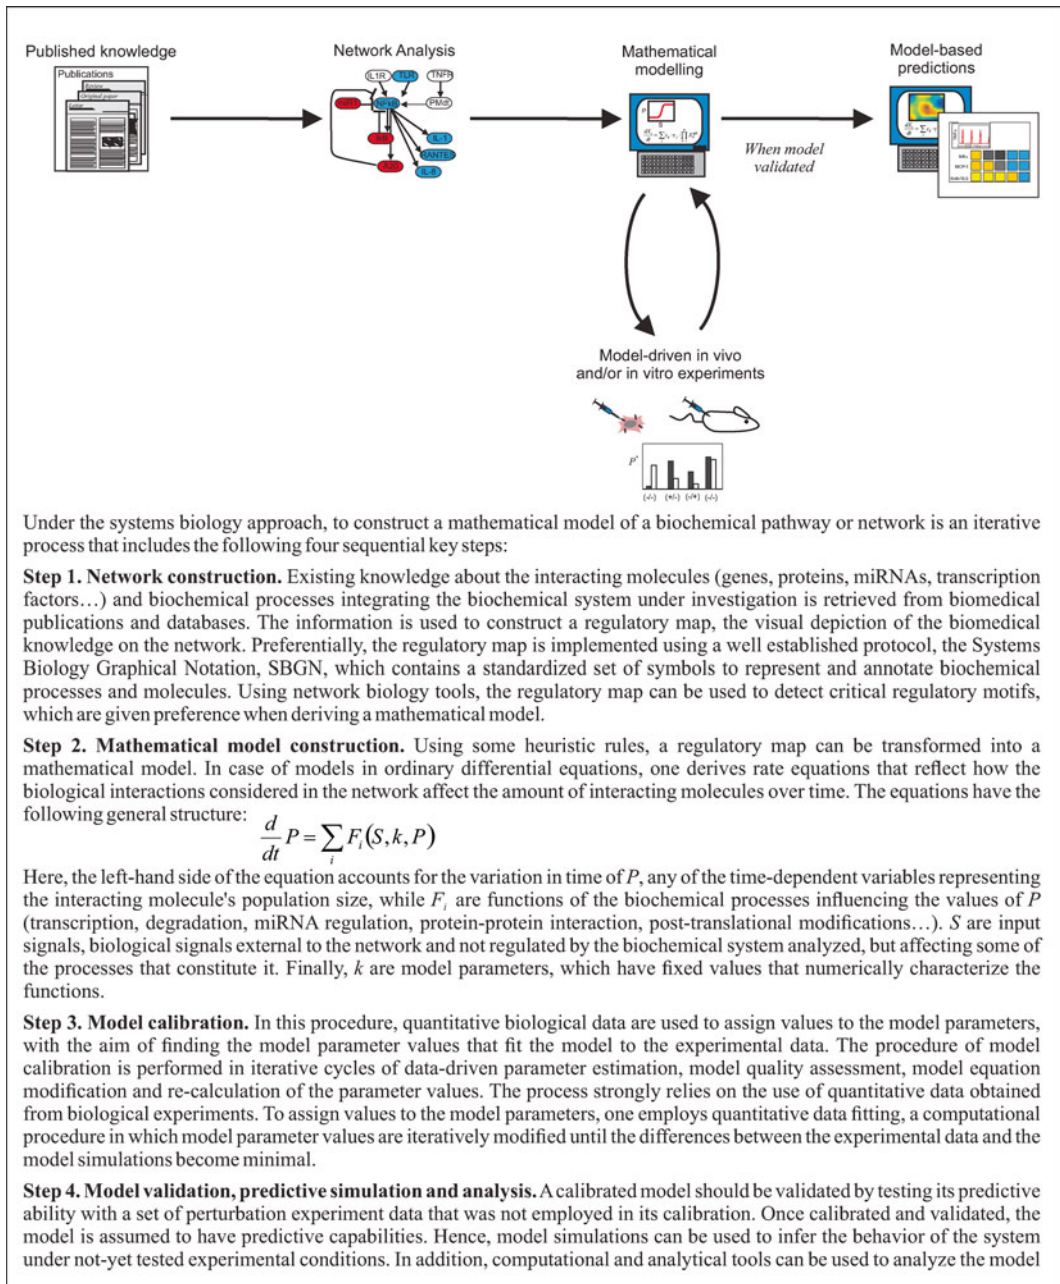 Published knowledge
Network Analysis
Mathematical
modelling
Model-based
predictions
Publications
Review
Original paper
Letter
IL1R
TLR
TNFR
NFkB
PMdt
IL-1
RANTES
IL-8
P
S
When model
validated
Model-driven in vivo
and/or in vitro experiments
P*
(-/-) (+/-) (-/+) (-/-)
Under the systems biology approach, to construct a mathematical model of a biochemical pathway or network is an iterative
process that includes the following four sequential key steps:
Step 1. Network construction. Existing knowledge about the interacting molecules (genes, proteins, miRNAs, transcription
factors…) and biochemical processes integrating the biochemical system under investigation is retrieved from biomedical
publications and databases. The information is used to construct a regulatory map, the visual depiction of the biomedical
knowledge on the network. Preferentially, the regulatory map is implemented using a well established protocol, the Systems
Biology Graphical Notation, SBGN, which contains a standardized set of symbols to represent and annotate biochemical
processes and molecules. Using network biology tools, the regulatory map can be used to detect critical regulatory motifs,
which are given preference when deriving a mathematical model.
Step 2. Mathematical model construction. Using some heuristic rules, a regulatory map can be transformed into a
mathematical model. In case of models in ordinary differential equations, one derives rate equations that reflect how the
biological interactions considered in the network affect the amount of interacting molecules over time. The equations have the
following general structure:
d/dt P = ∑_i F_i(S, k, P)
Here, the left-hand side of the equation accounts for the variation in time of P, any of the time-dependent variables representing
the interacting molecule's population size, while F_i are functions of the biochemical processes influencing the values of P
(transcription, degradation, miRNA regulation, protein-protein interaction, post-translational modifications…). S are input
signals, biological signals external to the network and not regulated by the biochemical system analyzed, but affecting some of
the processes that constitute it. Finally, k are model parameters, which have fixed values that numerically characterize the
functions.
Step 3. Model calibration. In this procedure, quantitative biological data are used to assign values to the model parameters,
with the aim of finding the model parameter values that fit the model to the experimental data. The procedure of model
calibration is performed in iterative cycles of data-driven parameter estimation, model quality assessment, model equation
modification and re-calculation of the parameter values. The process strongly relies on the use of quantitative data obtained
from biological experiments. To assign values to the model parameters, one employs quantitative data fitting, a computational
procedure in which model parameter values are iteratively modified until the differences between the experimental data and the
model simulations become minimal.
Step 4. Model validation, predictive simulation and analysis. A calibrated model should be validated by testing its predictive
ability with a set of perturbation experiment data that was not employed in its calibration. Once calibrated and validated, the
model is assumed to have predictive capabilities. Hence, model simulations can be used to infer the behavior of the system
under not-yet tested experimental conditions. In addition, computational and analytical tools can be used to analyze the model